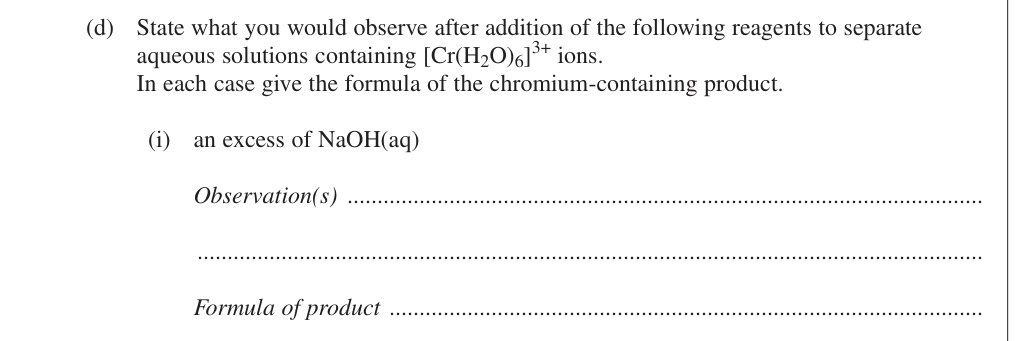 (d) State what you would observe after addition of the following reagents to separate
aqueous solutions containing [Cr(H₂O)₆]³⁺ ions.
In each case give the formula of the chromium-containing product.
(i) an excess of NaOH(aq)
Observation(s) ..........................................................................................................
...................................................................................................................................
Formula of product ...................................................................................................